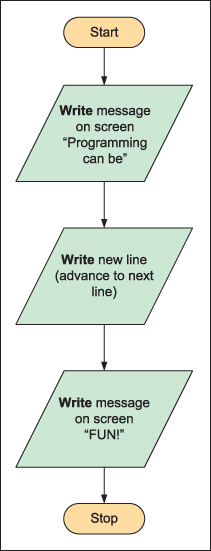 Start
Write message
on screen
“Programming
can be”
Write new line
(advance to next
line)
Write message
on screen
“FUN!”
Stop